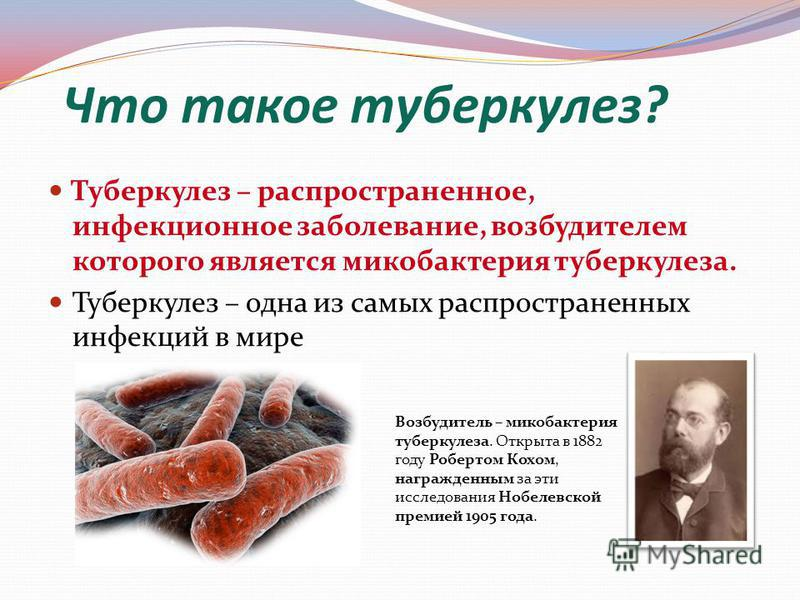 Что такое туберкулез?
• Туберкулез – распространенное,
инфекционное заболевание, возбудителем
которого является микобактерия туберкулеза.
• Туберкулез – одна из самых распространенных
инфекций в мире
Возбудитель – микобактерия
туберкулеза. Открыта в 1882
году Робертом Кохом,
награжденным за эти
исследования Нобелевской
премией 1905 года.
MyShared